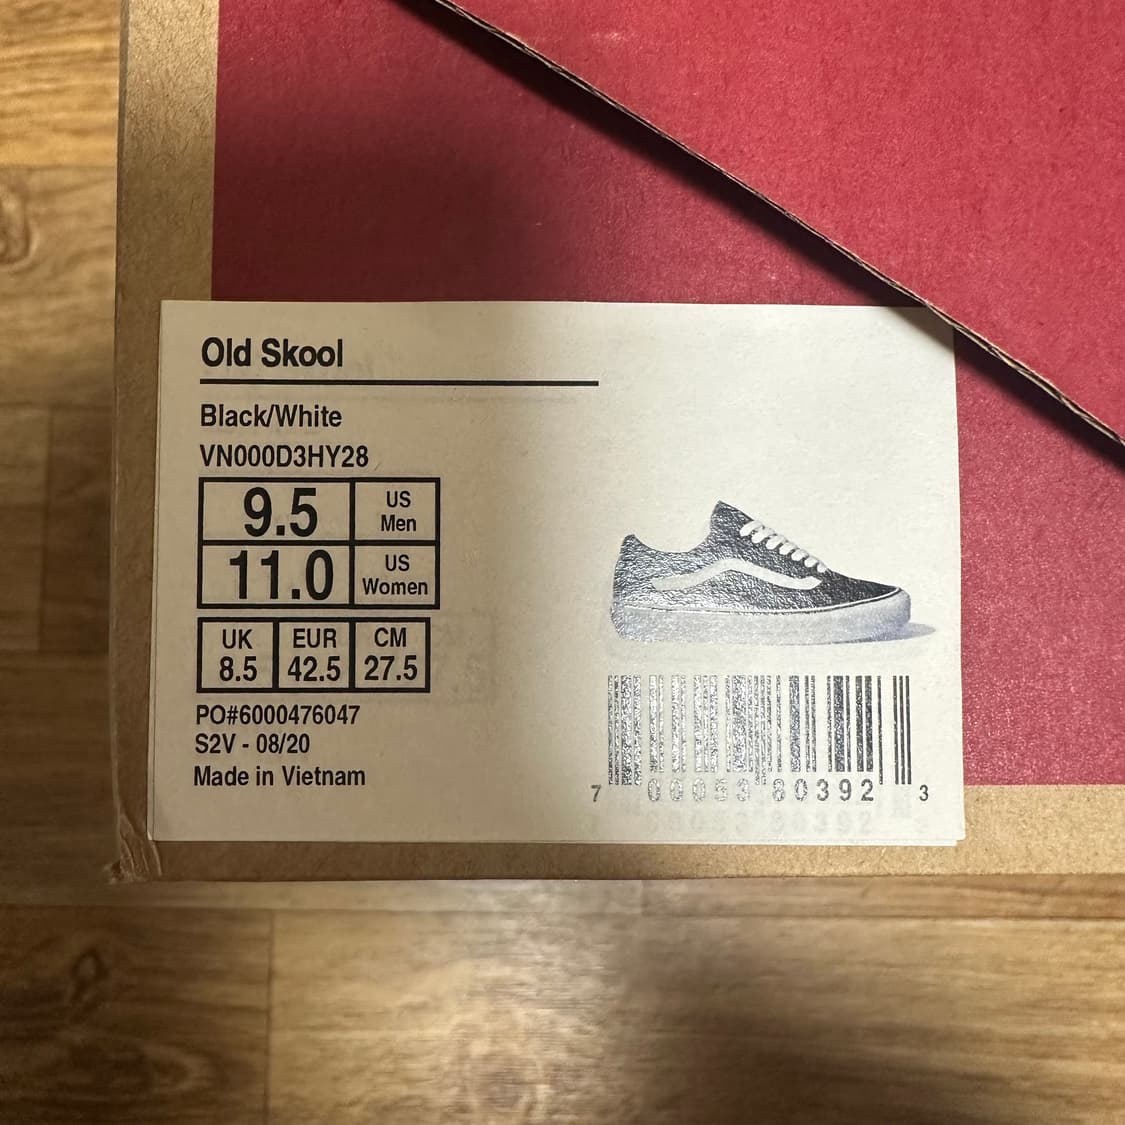 Old Skool
Black/White
VN000D3HY28
9.5 US Men
11.0 US Women
UK EUR CM
8.5 42.5 27.5
PO#6000476047
S2V - 08/20
Made in Vietnam
7 00053 80392 3